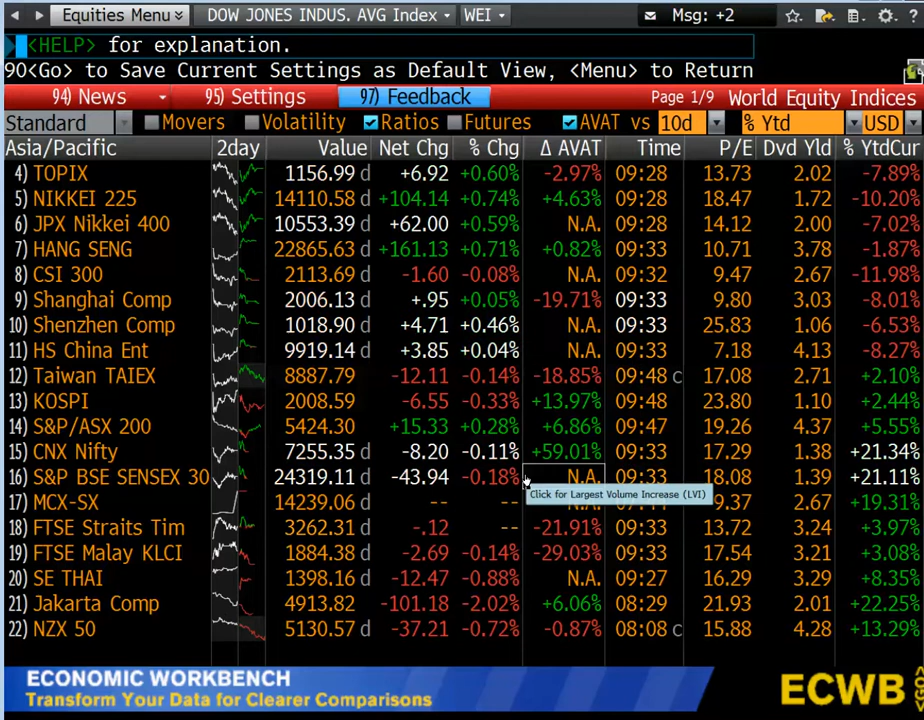 Equities Menu DOW JONES INDUS. AVG Index WEI Msg: +2 ?
<HELP> for explanation.
90<Go> to Save Current Settings as Default View, <Menu> to Return
94) News 95) Settings 97) Feedback Page 1/9 World Equity Indices
Standard Movers Volatility Ratios Futures AVAT vs 10d % Ytd USD
Asia/Pacific 2day Value Net Chg % Chg Δ AVAT Time P/E Dvd Yld % YtdCur
4) TOPIX 1156.99 d +6.92 +0.60% -2.97% 09:28 13.73 2.02 -7.89%
5) NIKKEI 225 14110.58 d +104.14 +0.74% +4.63% 09:28 18.47 1.72 -10.20%
6) JPX Nikkei 400 10553.39 d +62.00 +0.59% N.A. 09:28 14.12 2.00 -7.02%
7) HANG SENG 22865.63 d +161.13 +0.71% +0.82% 09:33 10.71 3.78 -1.87%
8) CSI 300 2113.69 d -1.60 -0.08% N.A. 09:32 9.47 2.67 -11.98%
9) Shanghai Comp 2006.13 d +.95 +0.05% -19.71% 09:33 9.80 3.03 -8.01%
10) Shenzhen Comp 1018.90 d +4.71 +0.46% N.A. 09:33 25.83 1.06 -6.53%
11) HS China Ent 9919.14 d +3.85 +0.04% N.A. 09:33 7.18 4.13 -8.27%
12) Taiwan TAIEX 8887.79 -12.11 -0.14% -18.85% 09:48 c 17.08 2.71 +2.10%
13) KOSPI 2008.59 -6.55 -0.33% +13.97% 09:48 23.80 1.10 +2.44%
14) S&P/ASX 200 5424.30 d +15.33 +0.28% +6.86% 09:47 19.26 4.37 +5.55%
15) CNX Nifty 7255.35 d -8.20 -0.11% +59.01% 09:33 17.29 1.38 +21.34%
16) S&P BSE SENSEX 30 24319.11 d -43.94 -0.18% N.A. 09:33 18.08 1.39 +21.11%
Click for Largest Volume Increase (LVI)
17) MCX-SX 14239.06 d -- -- 9.37 2.67 +19.31%
18) FTSE Straits Tim 3262.31 d -.12 -- -21.91% 09:33 13.72 3.24 +3.97%
19) FTSE Malay KLCI 1884.38 d -2.69 -0.14% -29.03% 09:33 17.54 3.21 +3.08%
20) SE THAI 1398.16 d -12.47 -0.88% N.A. 09:27 16.29 3.29 +8.35%
21) Jakarta Comp 4913.82 -101.18 -2.02% +6.06% 08:29 21.93 2.01 +22.25%
22) NZX 50 5130.57 d -37.21 -0.72% -0.87% 08:08 c 15.88 4.28 +13.29%
ECONOMIC WORKBENCH
Transform Your Data for Clearer Comparisons
ECWB